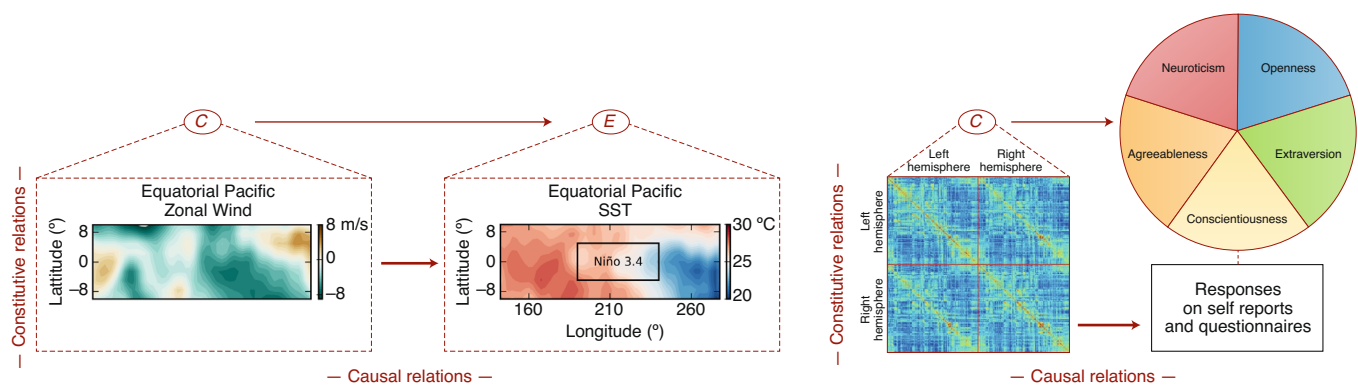 C
E
— Constitutive relations —
Equatorial Pacific
Zonal Wind
Lattitude (º)
8
0
−8
8 m/s
0
−8
Equatorial Pacific
SST
Lattitude (º)
8
0
−8
Niño 3.4
30 ºC
25
20
160
210
260
Longitude (º)
— Causal relations —
Neuroticism
Openness
Agreeableness
Extraversion
Conscientiousness
C
Left
hemisphere
Right
hemisphere
— Constitutive relations —
Left
hemisphere
Right
hemisphere
Responses
on self reports
and questionnaires
— Causal relations —